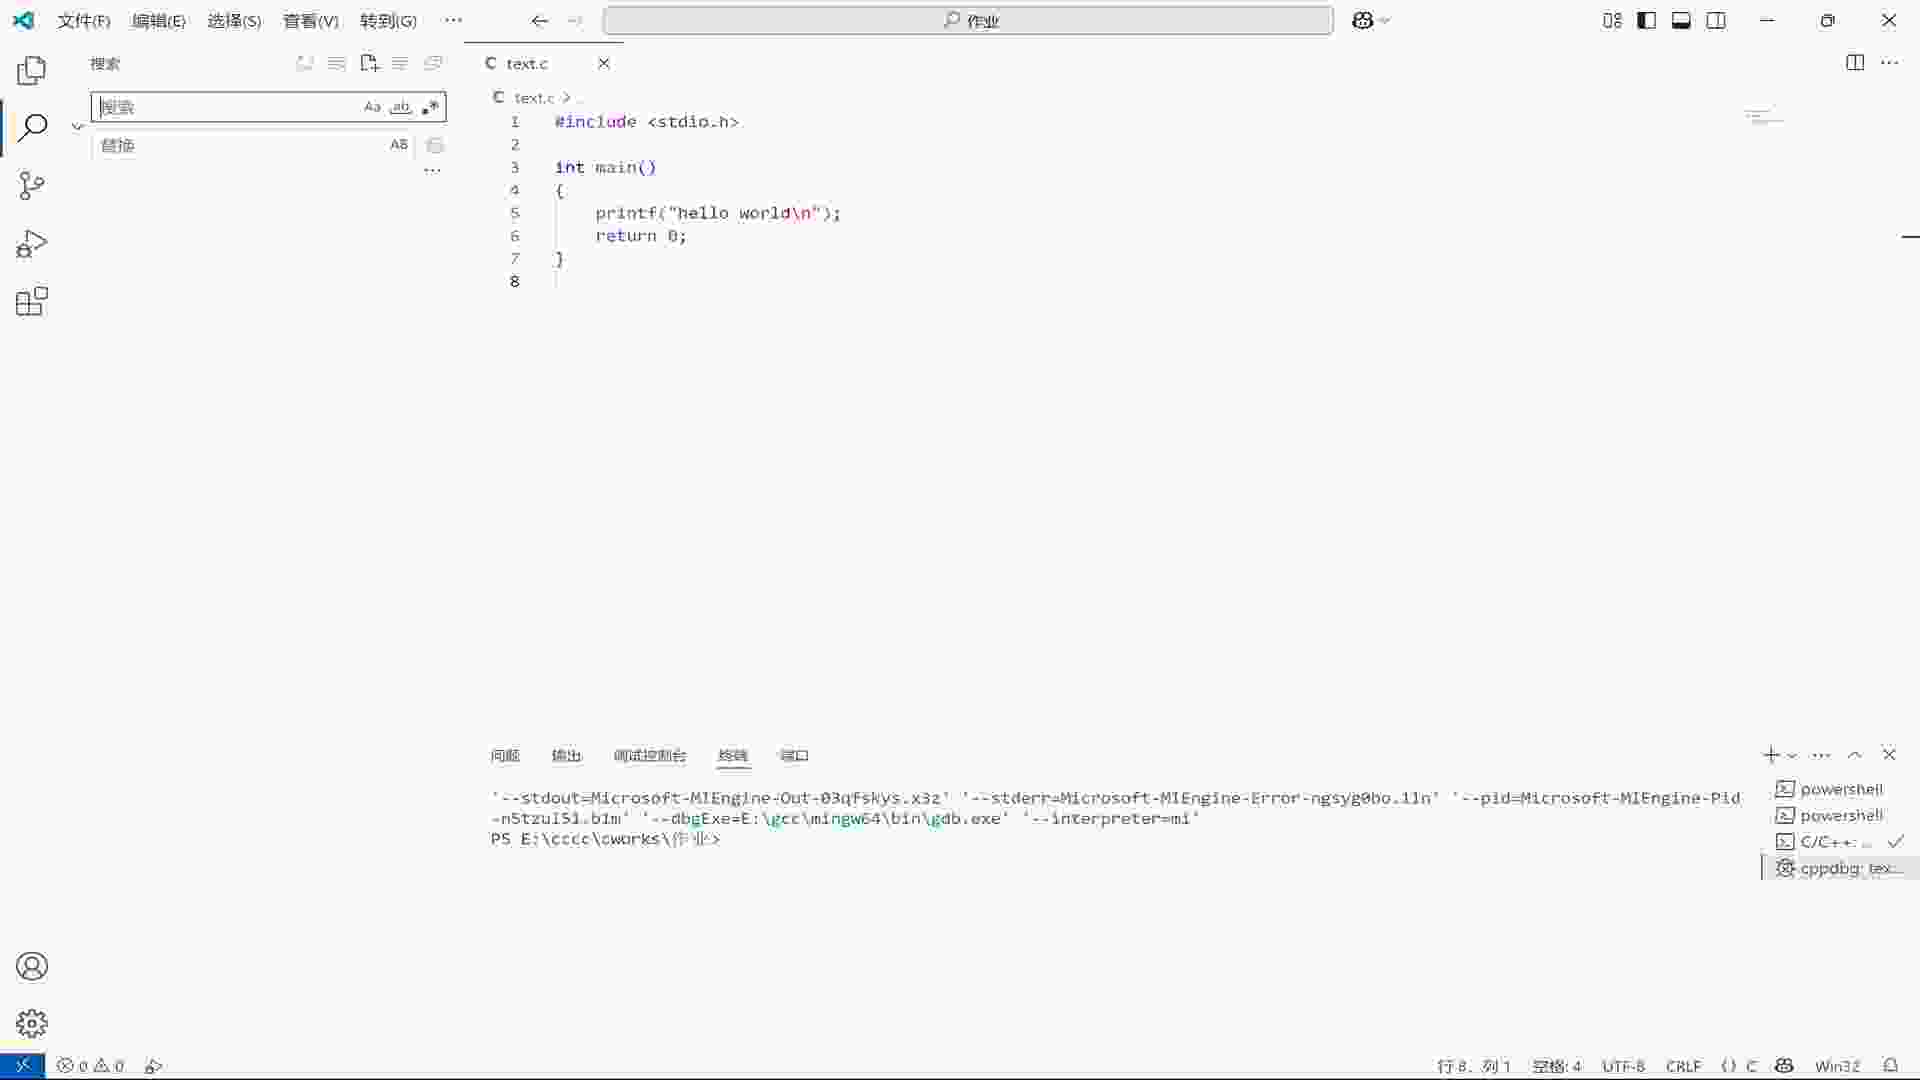 文件(F) 编辑(E) 选择(S) 查看(V) 转到(G) ··· 作业
搜索
text.c
搜索 Aa ab
替换 AB
text.c > ...
1 #include <stdio.h>
2
3 int main()
4 {
5 printf("hello world\n");
6 return 0;
7 }
8
问题 输出 调试控制台 终端 端口
'--stdout=Microsoft-MIEngine-Out-03qfskys.x3z' '--stderr=Microsoft-MIEngine-Error-ngsyg0bo.1ln' '--pid=Microsoft-MIEngine-Pid
'--dbgExe=E:\gcc\mingw64\bin\gdb.exe' '--interpreter=mi'
PS E:\cccc\cworks\作业>
powershell
powershell
C/C++: ...
cppdbg: tex...
0 0 行 8，列 1 空格: 4 UTF-8 CRLF {} C Win32